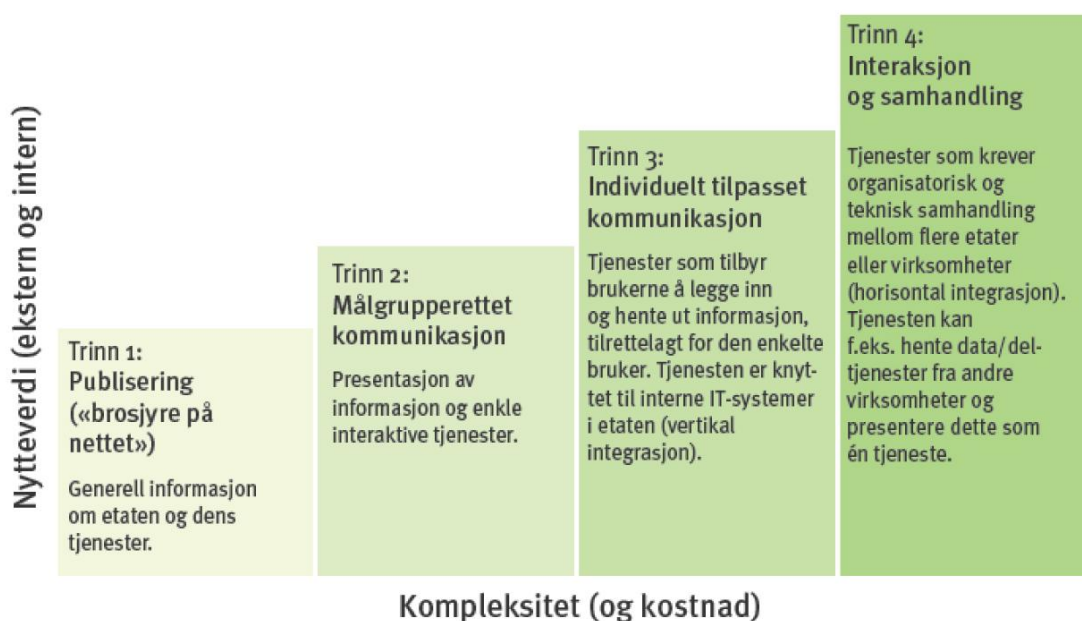 Nytteverdi (ekstern og intern)
Trinn 1:
Publisering
(«brosjyre på
nettet»)
Generell informasjon
om etaten og dens
tjenester.
Trinn 2:
Målgrupperettet
kommunikasjon
Presentasjon av
informasjon og enkle
interaktive tjenester.
Trinn 3:
Individuelt tilpasset
kommunikasjon
Tjenester som tilbyr
brukerne å legge inn
og hente ut informasjon,
tilrettelagt for den enkelte
bruker. Tjenesten er knyt-
tet til interne IT-systemer
i etaten (vertikal
integrasjon).
Trinn 4:
Interaksjon
og samhandling
Tjenester som krever
organisatorisk og
teknisk samhandling
mellom flere etater
eller virksomheter
(horisontal integrasjon).
Tjenesten kan
f.eks. hente data/del-
tjenester fra andre
virksomheter og
presentere dette som
én tjeneste.
Kompleksitet (og kostnad)